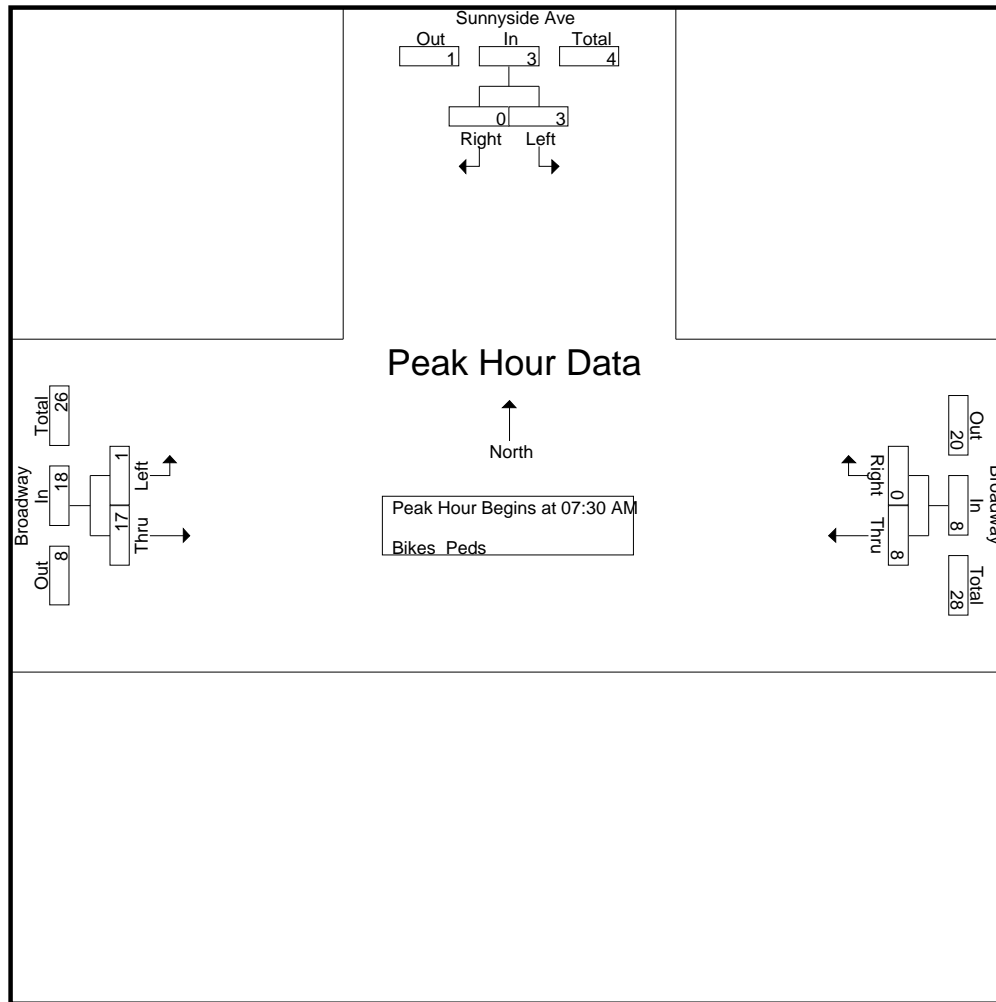 Sunnyside Ave
Out In Total
1 3 4
0 3
Right Left
Peak Hour Data
North
Peak Hour Begins at 07:30 AM
Bikes Peds
Broadway
Out In Total
8 18 26
17 1
Thru Left
Broadway
Out In Total
20 8 28
0 8
Right Thru